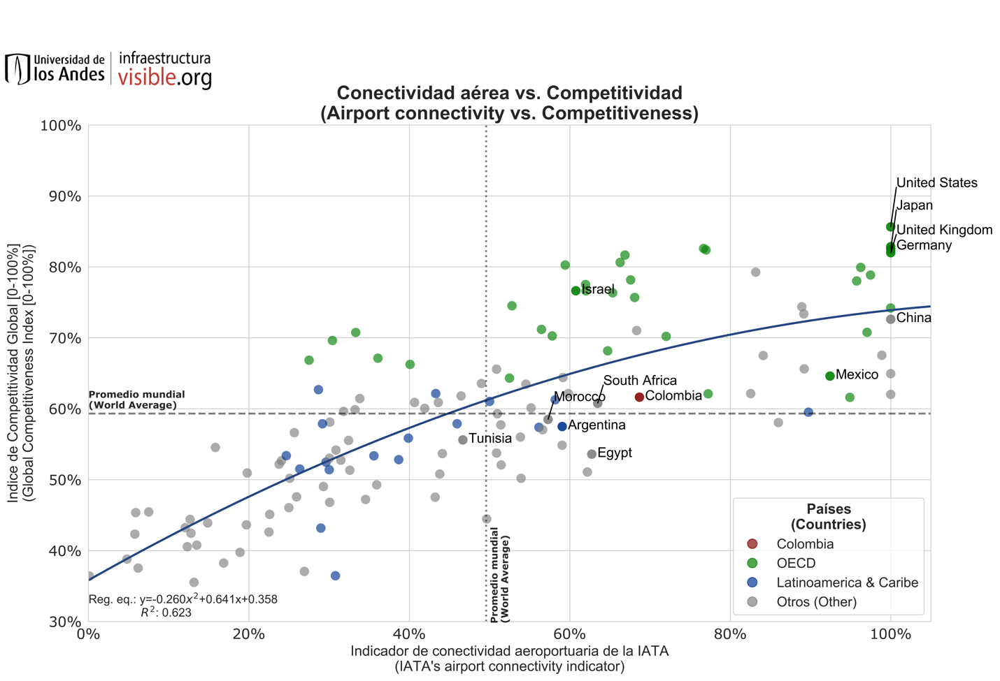 Universidad de
los Andes
infraestructura
visible.org
Conectividad aérea vs. Competitividad
(Airport connectivity vs. Competitiveness)
100%
90%
80%
70%
60%
50%
40%
30%
Indice de Competitividad Global [0-100%]
(Global Competitiveness Index [0-100%])
United States
Japan
United Kingdom
Germany
Israel
China
Mexico
South Africa
Colombia
Morocco
Argentina
Tunisia
Egypt
Promedio mundial
(World Average)
Promedio mundial
(World Average)
Países
(Countries)
Colombia
OECD
Latinoamerica & Caribe
Otros (Other)
Reg. eq.: y=-0.260x²+0.641x+0.358
R²: 0.623
0%
20%
40%
60%
80%
100%
Indicador de conectividad aeroportuaria de la IATA
(IATA's airport connectivity indicator)